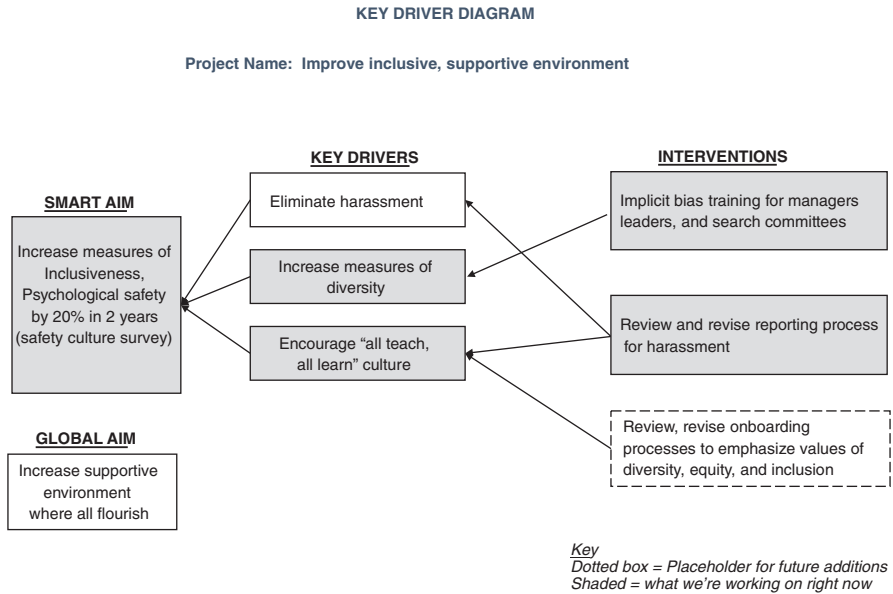 KEY DRIVER DIAGRAM
Project Name: Improve inclusive, supportive environment
SMART AIM
Increase measures of
Inclusiveness,
Psychological safety
by 20% in 2 years
(safety culture survey)
GLOBAL AIM
Increase supportive
environment
where all flourish
KEY DRIVERS
Eliminate harassment
Increase measures of
diversity
Encourage “all teach,
all learn” culture
INTERVENTIONS
Implicit bias training for managers
leaders, and search committees
Review and revise reporting process
for harassment
Review, revise onboarding
processes to emphasize values of
diversity, equity, and inclusion
Key
Dotted box = Placeholder for future additions
Shaded = what we’re working on right now